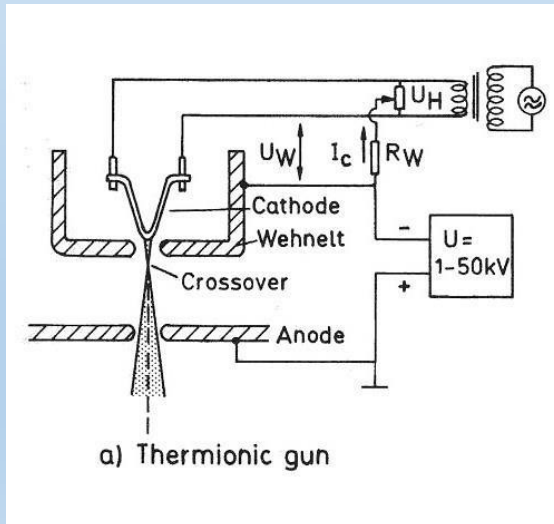 U_H
U_W
I_c
R_W
Cathode
Wehnelt
Crossover
Anode
-
U=
1-50kV
+
a) Thermionic gun